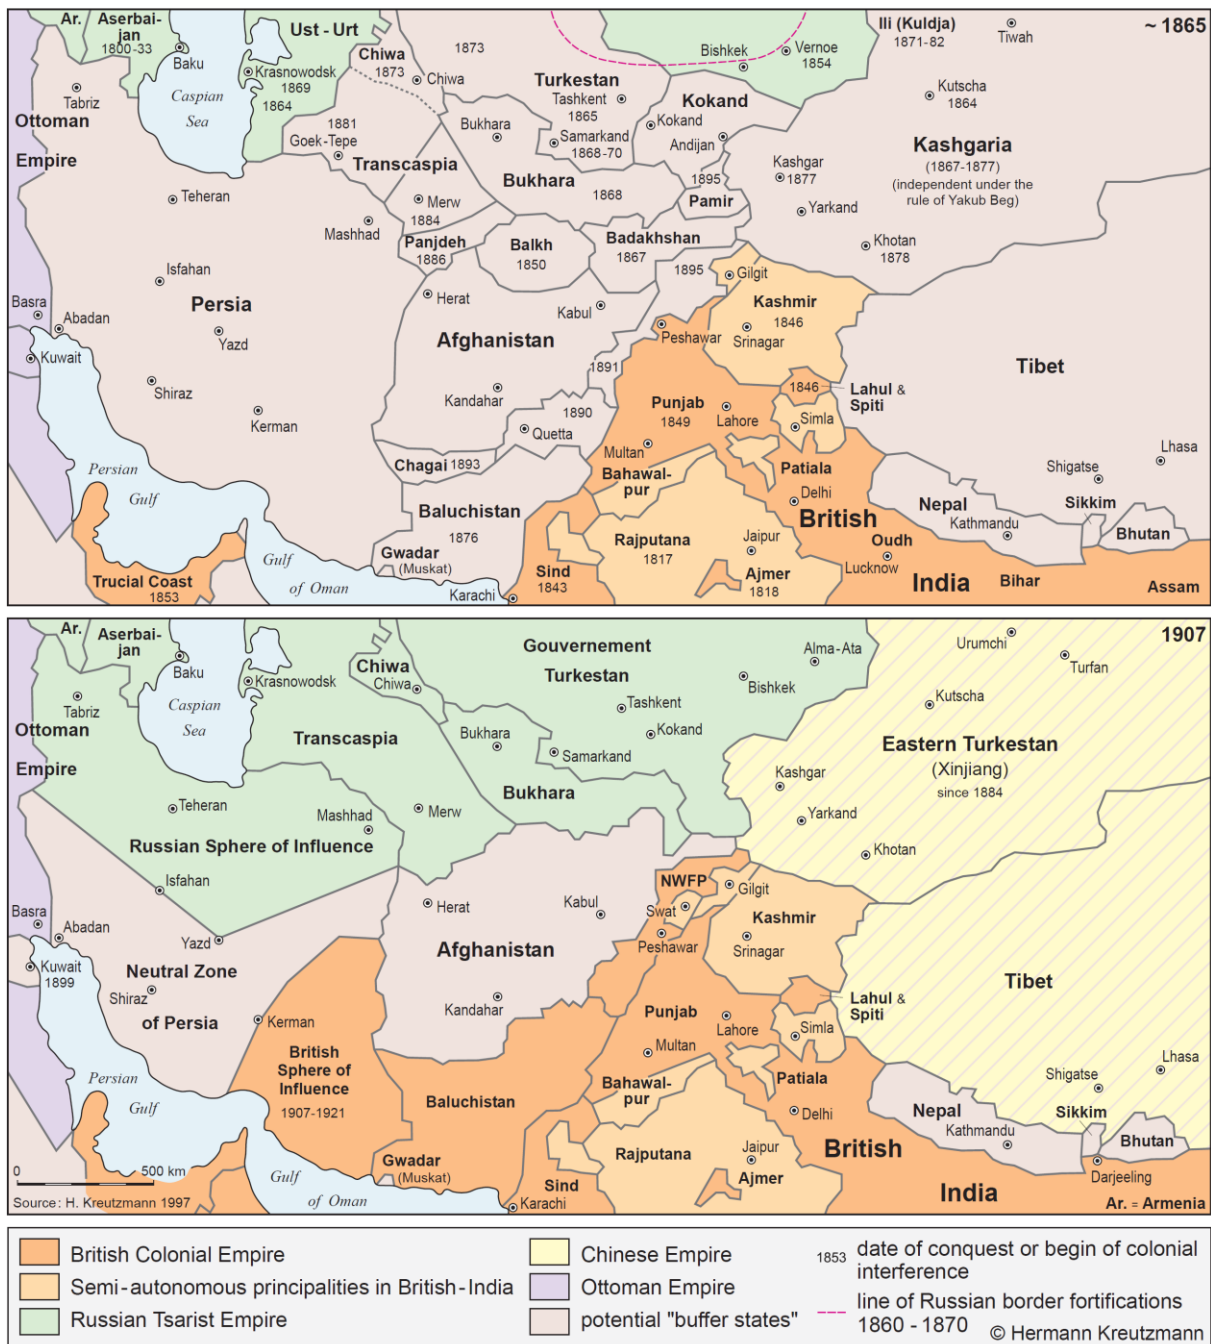 Ar.
Aserbai-
jan
1800-33
Baku
Ust - Urt
Krasnowodsk
1869
1864
Chiwa
1873
1873
Chiwa
Turkestan
Tashkent
1865
Samarkand
1868-70
Bishkek
Vernoe
1854
Ili (Kuldja)
1871-82
Tiwah
~ 1865
Tabriz
Caspian
Sea
Ottoman
Empire
1881
Goek-Tepe
Transcaspia
Bukhara
Bukhara
1868
Kokand
Kokand
Andijan
1895
Pamir
Kutscha
1864
Kashgaria
(1867-1877)
(independent under the
rule of Yakub Beg)
Kashgar
1877
Yarkand
Khotan
1878
Teheran
Mashhad
Merw
1884
Panjdeh
1886
Balkh
1850
Badakhshan
1867
1895
Isfahan
Basra
Abadan
Persia
Yazd
Kuwait
Herat
Kabul
Afghanistan
Gilgit
Kashmir
1846
Srinagar
Peshawar
1891
Shiraz
Kerman
Kandahar
1890
Quetta
Punjab
1849
Lahore
1846
Lahul &
Spiti
Simla
Tibet
Multan
Chagai 1893
Bahawal-
pur
Patiala
Delhi
Lhasa
Shigatse
Persian
Gulf
Baluchistan
1876
British
Nepal
Kathmandu
Sikkim
Bhutan
Gulf
of Oman
Gwadar
(Muskat)
Rajputana
1817
Jaipur
Oudh
Lucknow
Trucial Coast
1853
Karachi
Sind
1843
Ajmer
1818
India
Bihar
Assam
Ar.
Aserbai-
jan
Baku
Krasnowodsk
Chiwa
Chiwa
Gouvernement
Turkestan
Alma-Ata
Bishkek
Urumchi
Turfan
1907
Tabriz
Caspian
Sea
Kutscha
Ottoman
Empire
Transcaspia
Bukhara
Tashkent
Kokand
Samarkand
Eastern Turkestan
(Xinjiang)
since 1884
Bukhara
Kashgar
Yarkand
Khotan
Teheran
Mashhad
Merw
Russian Sphere of Influence
Isfahan
NWFP
Gilgit
Basra
Abadan
Yazd
Herat
Kabul
Swat
Kashmir
Srinagar
Afghanistan
Peshawar
Kuwait
1899
Neutral Zone
of Persia
Shiraz
Kandahar
Lahul &
Spiti
Tibet
Kerman
Punjab
Lahore
Simla
British
Sphere of
Influence
1907-1921
Multan
Persian
Gulf
Baluchistan
Bahawal-
pur
Patiala
Delhi
Lhasa
Shigatse
Nepal
Kathmandu
Sikkim
Bhutan
British
Rajputana
Jaipur
Gwadar
(Muskat)
0
500 km
Gulf
of Oman
Sind
Ajmer
Darjeeling
India
Karachi
Source: H. Kreutzmann 1997
Ar. = Armenia
British Colonial Empire
Semi-autonomous principalities in British-India
Russian Tsarist Empire
Chinese Empire
Ottoman Empire
potential "buffer states"
1853 date of conquest or begin of colonial
interference
line of Russian border fortifications
1860 - 1870
© Hermann Kreutzmann